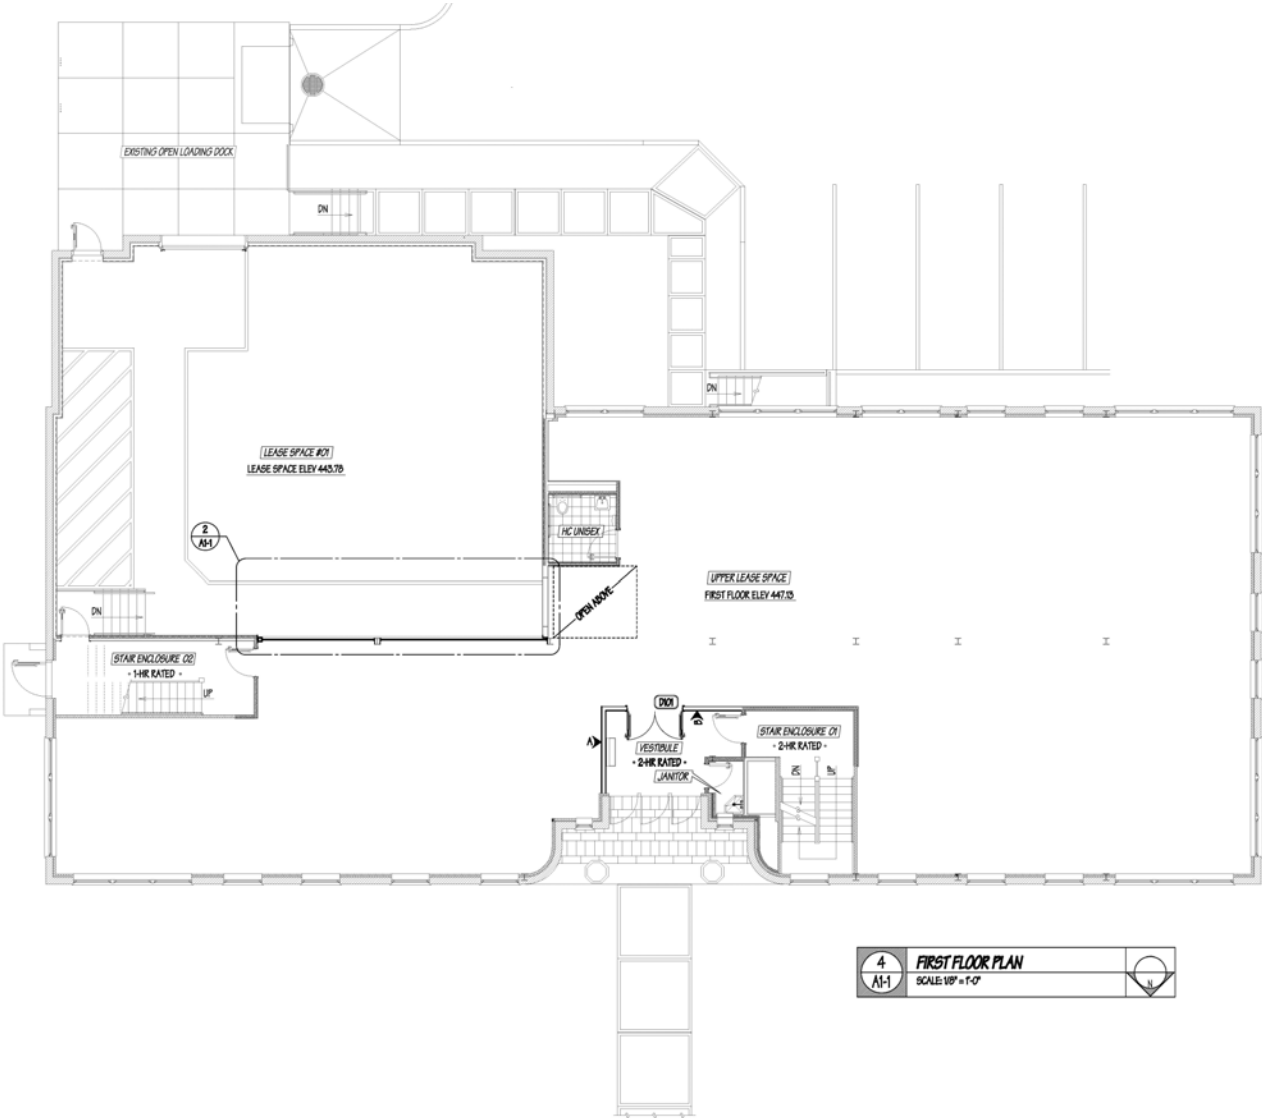 EXISTING OPEN LOADING DOCK
DN
DN
LEASE SPACE #01
LEASE SPACE ELEV 443.78
2
A1-1
HC UNISEX
UPPER LEASE SPACE
FIRST FLOOR ELEV 447.13
OPEN ABOVE
DN
STAIR ENCLOSURE 02
- 1-HR RATED -
UP
D101
A
B
VESTIBULE
- 2-HR RATED -
JANITOR
STAIR ENCLOSURE 01
- 2-HR RATED -
DN
UP
4
A1-1
FIRST FLOOR PLAN
SCALE: 1/8" = 1'-0"
N